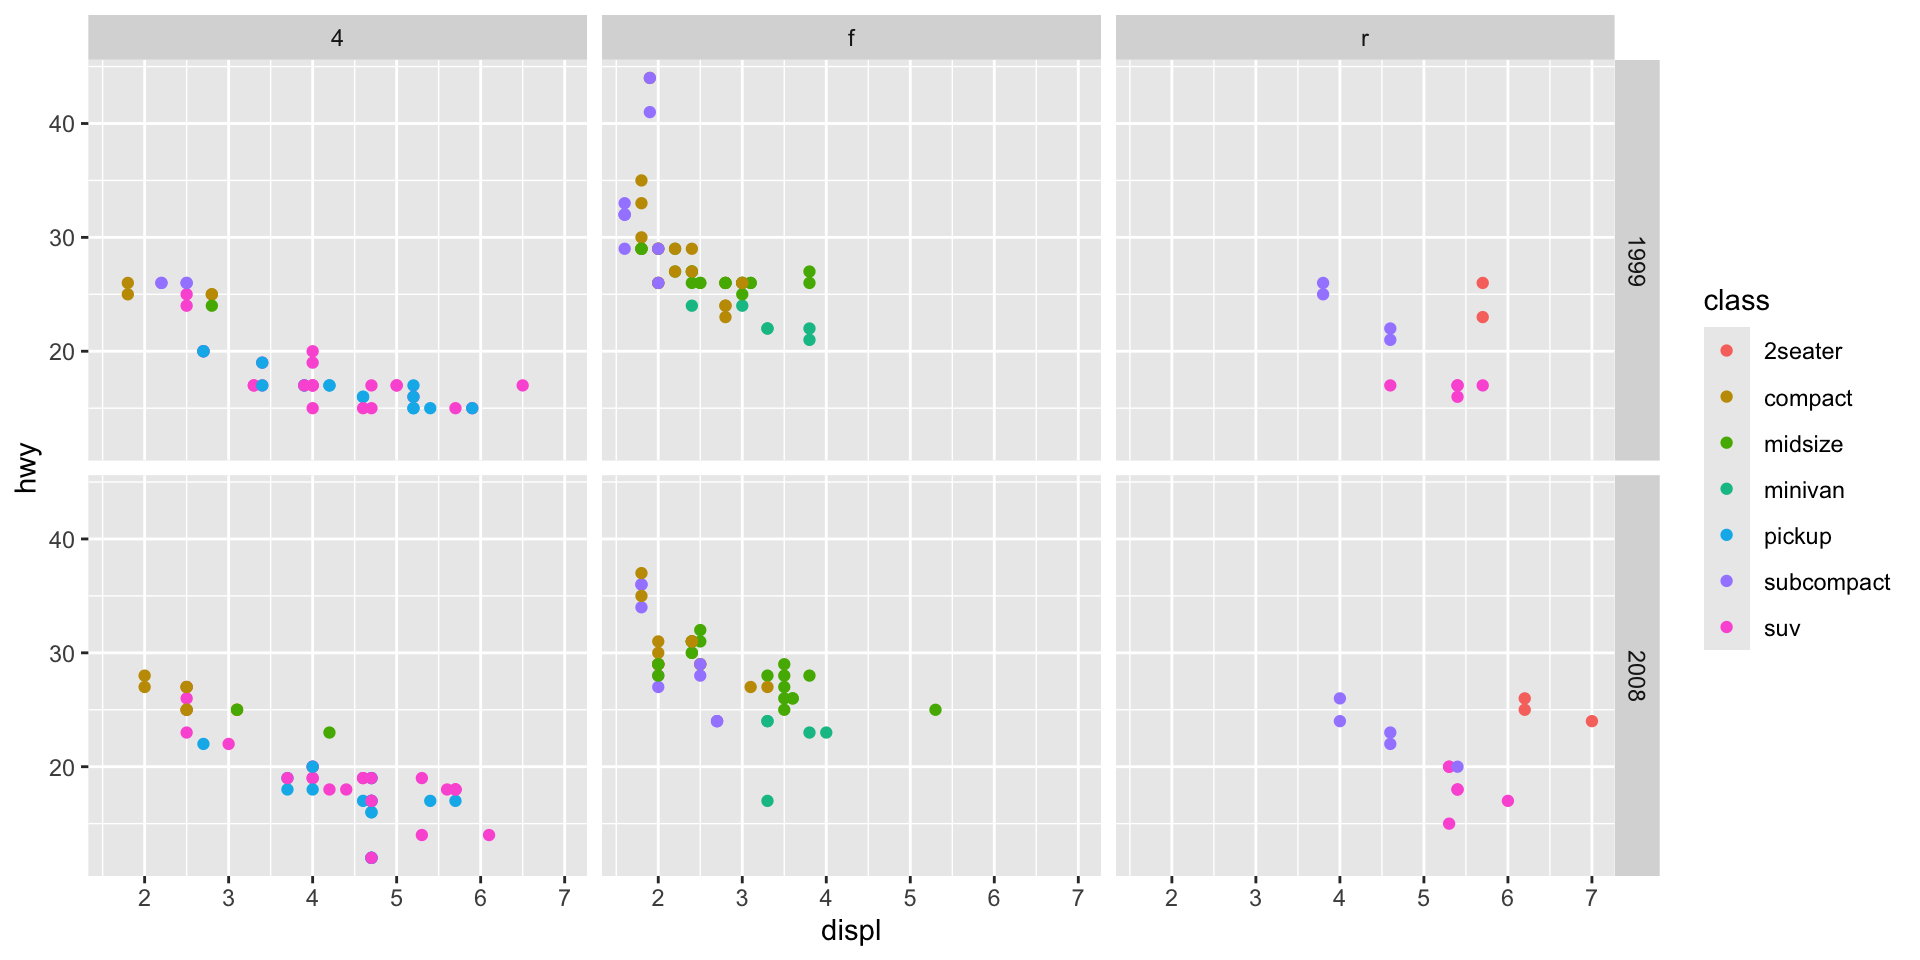 4 f r
40
30
20
1999
hwy
40
30
20
2008
2 3 4 5 6 7 2 3 4 5 6 7 2 3 4 5 6 7
displ
class
2seater
compact
midsize
minivan
pickup
subcompact
suv